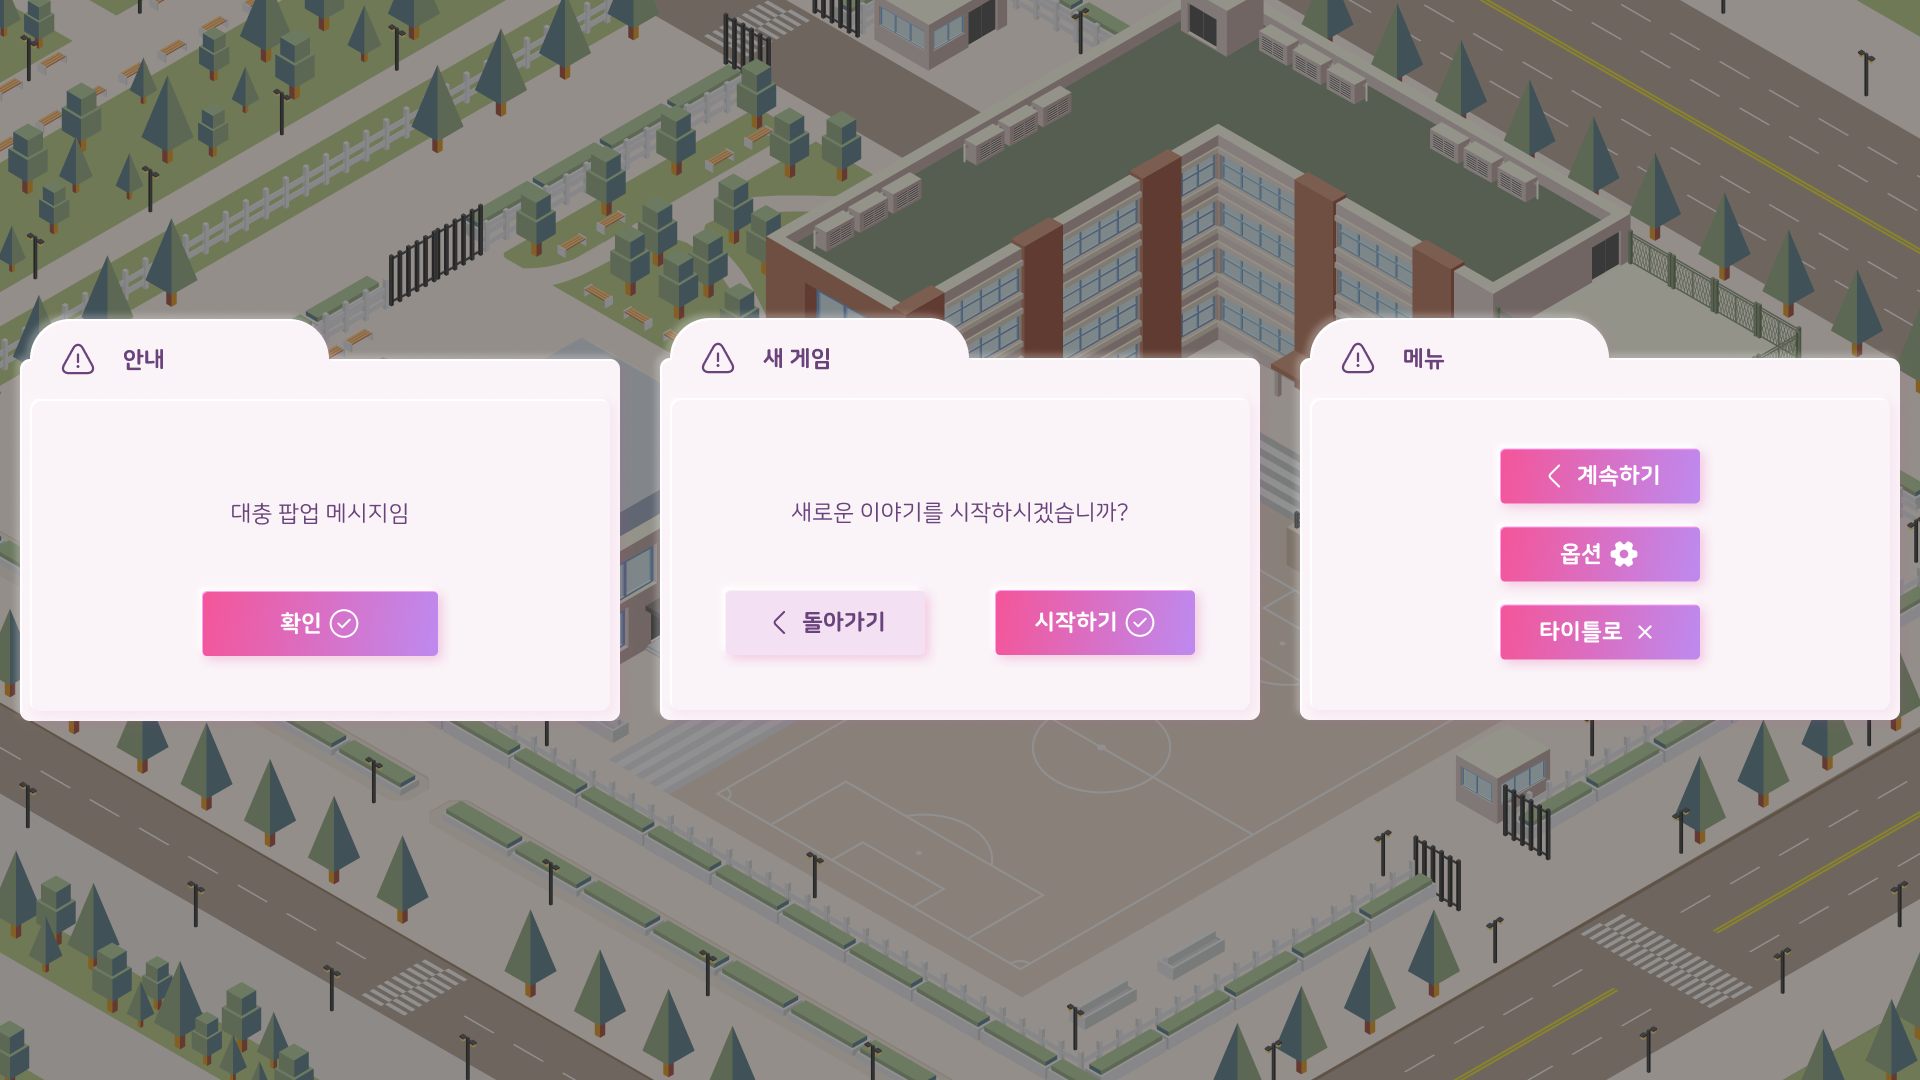 안내
대충 팝업 메시지임
확인
새 게임
새로운 이야기를 시작하시겠습니까?
돌아가기
시작하기
메뉴
계속하기
옵션
타이틀로